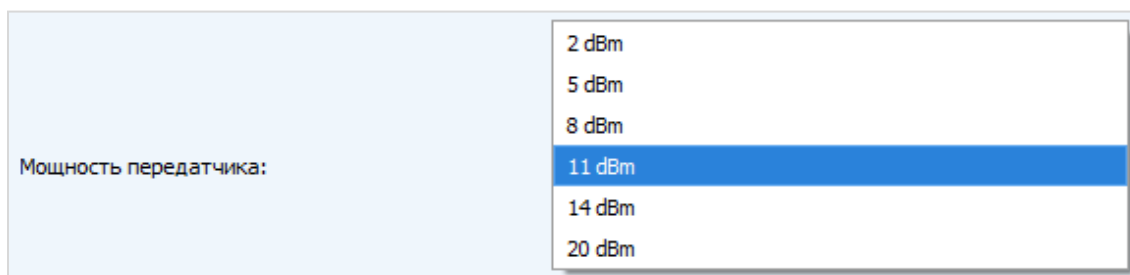 2 dBm
5 dBm
8 dBm
Мощность передатчика:
11 dBm
14 dBm
20 dBm